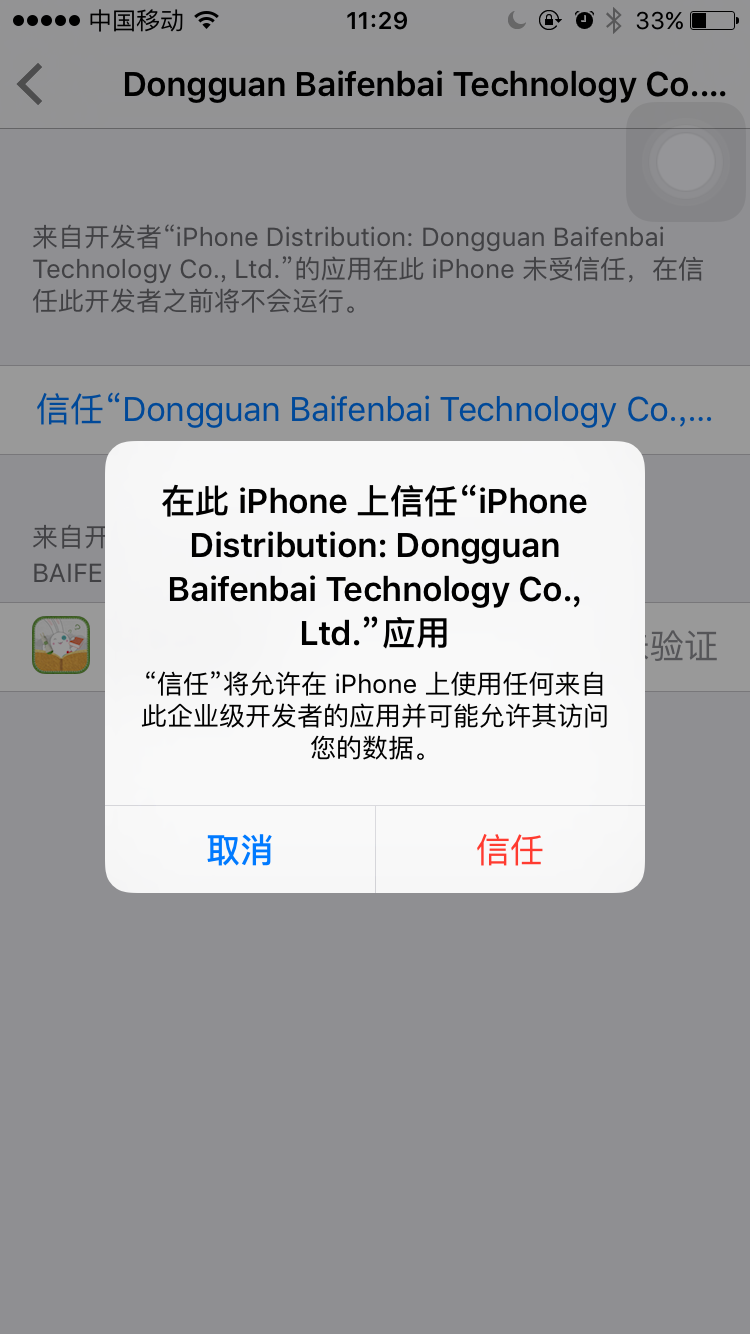 中国移动
11:29
33%
Dongguan Baifenbai Technology Co....
来自开发者“iPhone Distribution: Dongguan Baifenbai
Technology Co., Ltd.”的应用在此 iPhone 未受信任，在信
任此开发者之前将不会运行。
信任“Dongguan Baifenbai Technology Co.,...
来自开
BAIFE
验证
在此 iPhone 上信任“iPhone
Distribution: Dongguan
Baifenbai Technology Co.,
Ltd.”应用
“信任”将允许在 iPhone 上使用任何来自
此企业级开发者的应用并可能允许其访问
您的数据。
取消
信任